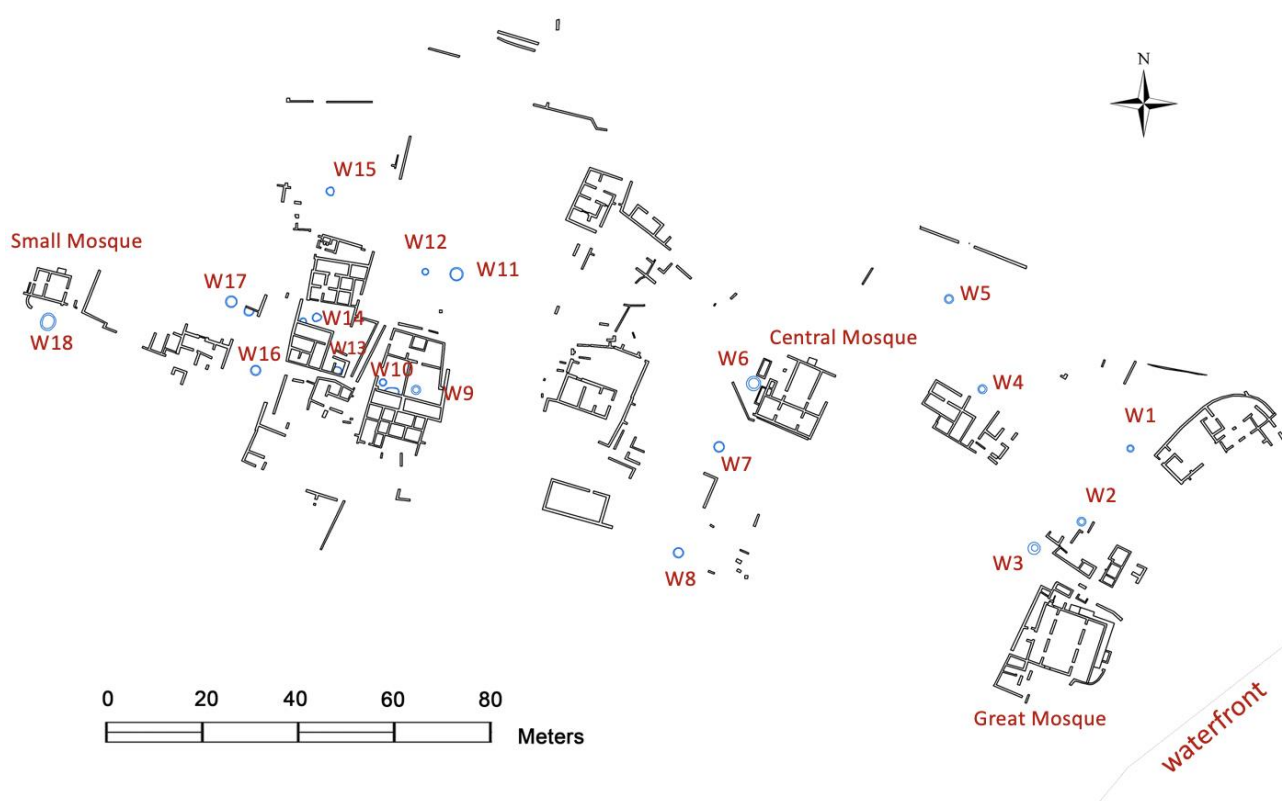 N
W15
Small Mosque
W12
W11
W17
W5
W14
W18
W13
W16
W10
W9
W6
Central Mosque
W4
W1
W7
W2
W3
W8
0 20 40 60 80
Meters
Great Mosque
waterfront